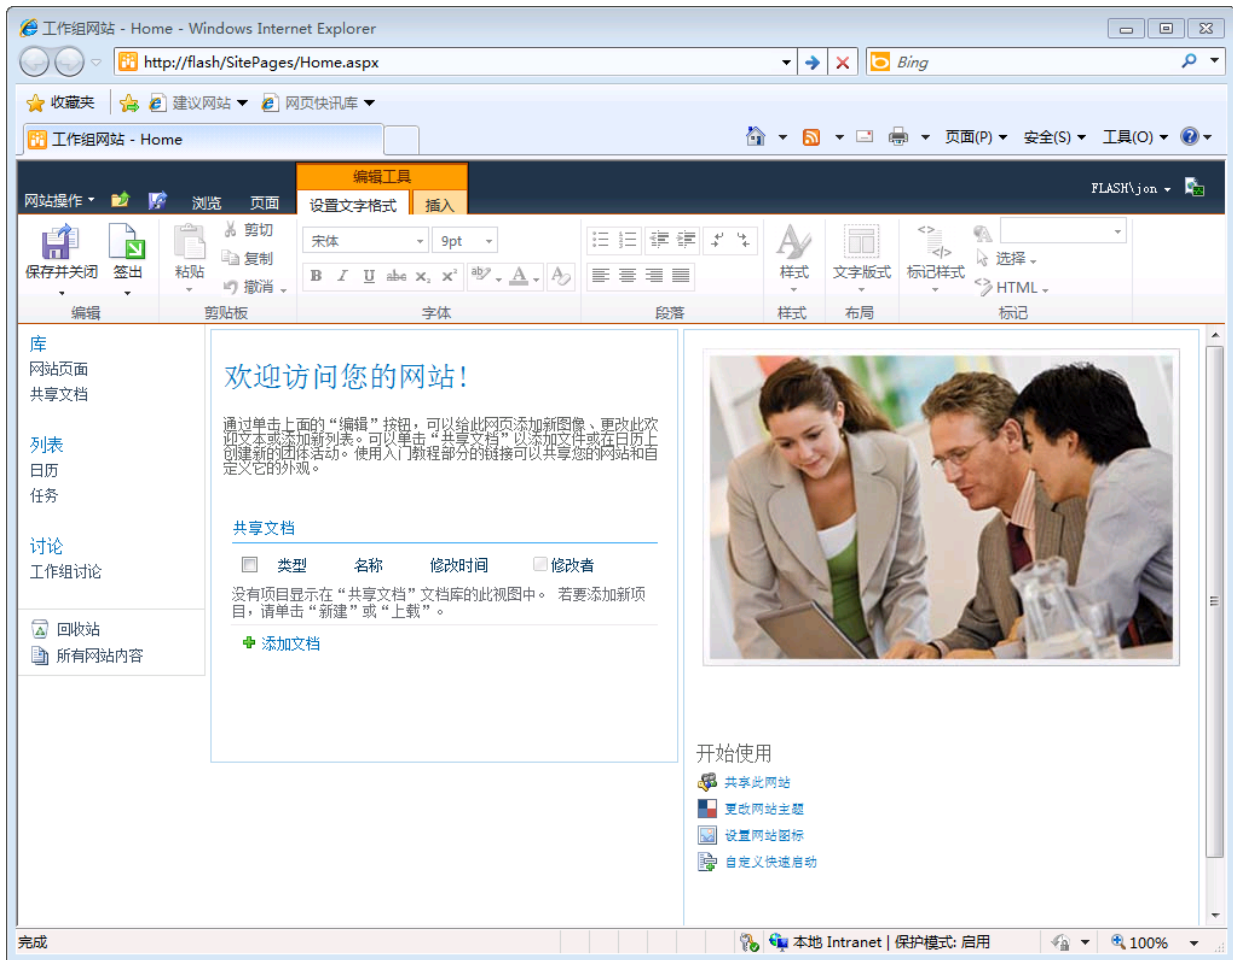 工作组网站 - Home - Windows Internet Explorer
http://flash/SitePages/Home.aspx
Bing
收藏夹 建议网站 网页快讯库
工作组网站 - Home
页面(P) 安全(S) 工具(O)
编辑工具
FLASH\jon
网站操作 浏览 页面 设置文字格式 插入
保存并关闭 签出 粘贴 剪切 复制 撤消
宋体 9pt
B I U abc x₂ x² ab A A
样式 文字版式 标记样式 选择 HTML
编辑 剪贴板 字体 段落 样式 布局 标记
库
网站页面
共享文档
列表
日历
任务
讨论
工作组讨论
回收站
所有网站内容
欢迎访问您的网站!
通过单击上面的“编辑”按钮，可以给此网页添加新图像、更改此欢
迎文本或添加新列表。可以单击“共享文档”以添加文件或在日历上
创建新的团体活动。使用入门教程部分的链接可以共享您的网站和自
定义它的外观。
共享文档
类型 名称 修改时间 修改者
没有项目显示在“共享文档”文档库的此视图中。 若要添加新项
目，请单击“新建”或“上载”。
添加文档
开始使用
共享此网站
更改网站主题
设置网站图标
自定义快速启动
完成
本地 Intranet | 保护模式: 启用
100%